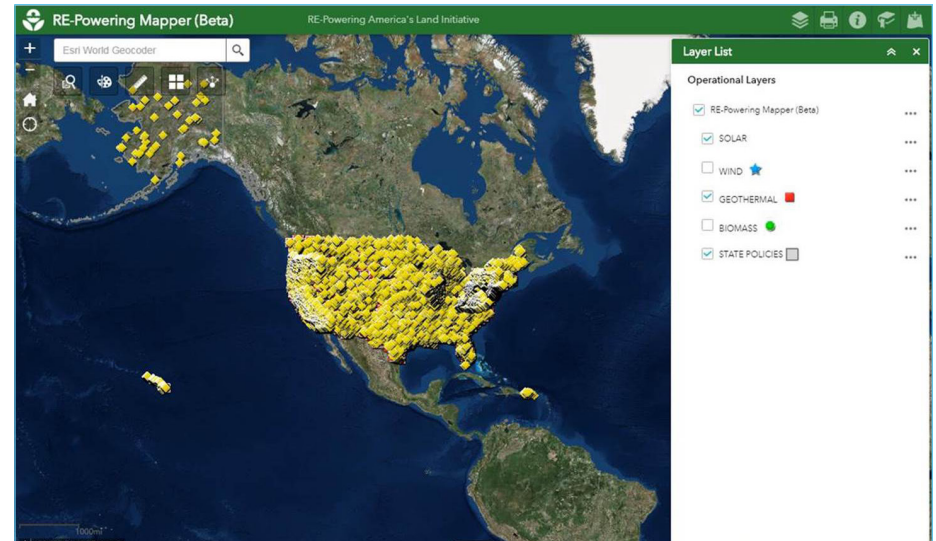 RE-Powering Mapper (Beta)
RE-Powering America's Land Initiative
Esri World Geocoder
Layer List
Operational Layers
RE-Powering Mapper (Beta)
SOLAR
WIND
GEOTHERMAL
BIOMASS
STATE POLICIES
1000mi